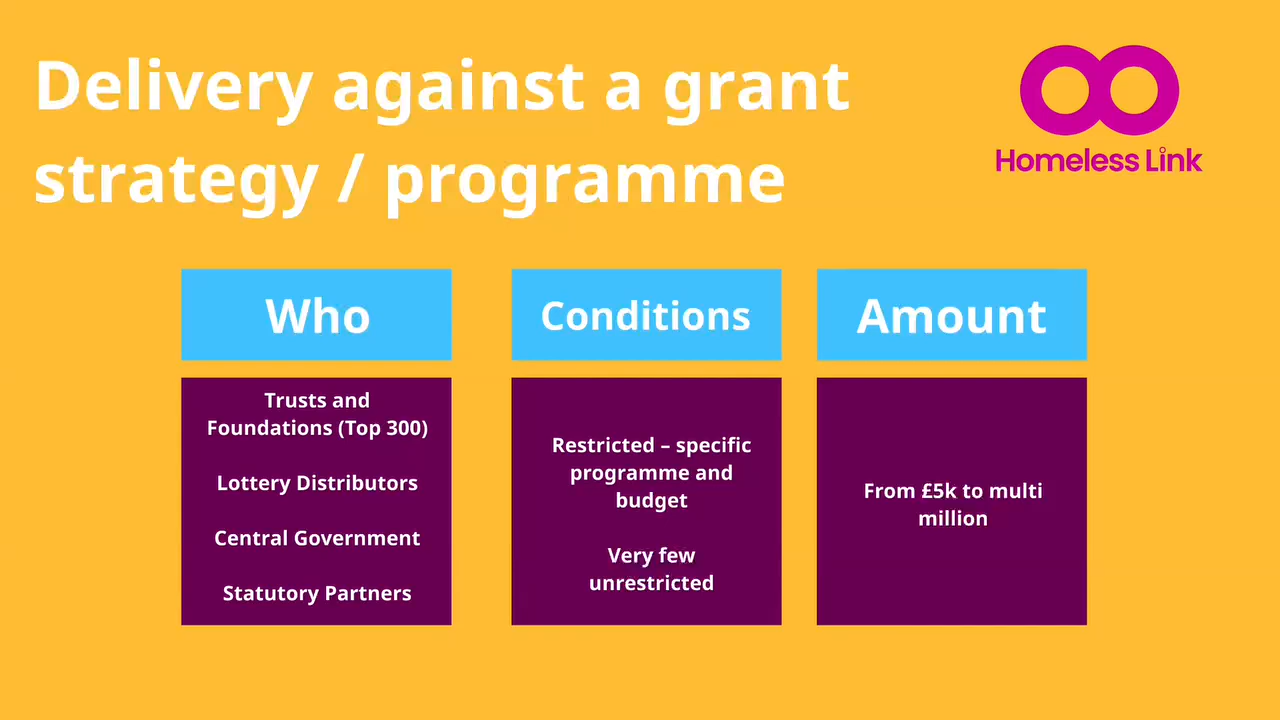 Delivery against a grant
strategy / programme
Homeless Link
Who
Trusts and
Foundations (Top 300)
Lottery Distributors
Central Government
Statutory Partners
Conditions
Restricted – specific
programme and
budget
Very few
unrestricted
Amount
From £5k to multi
million